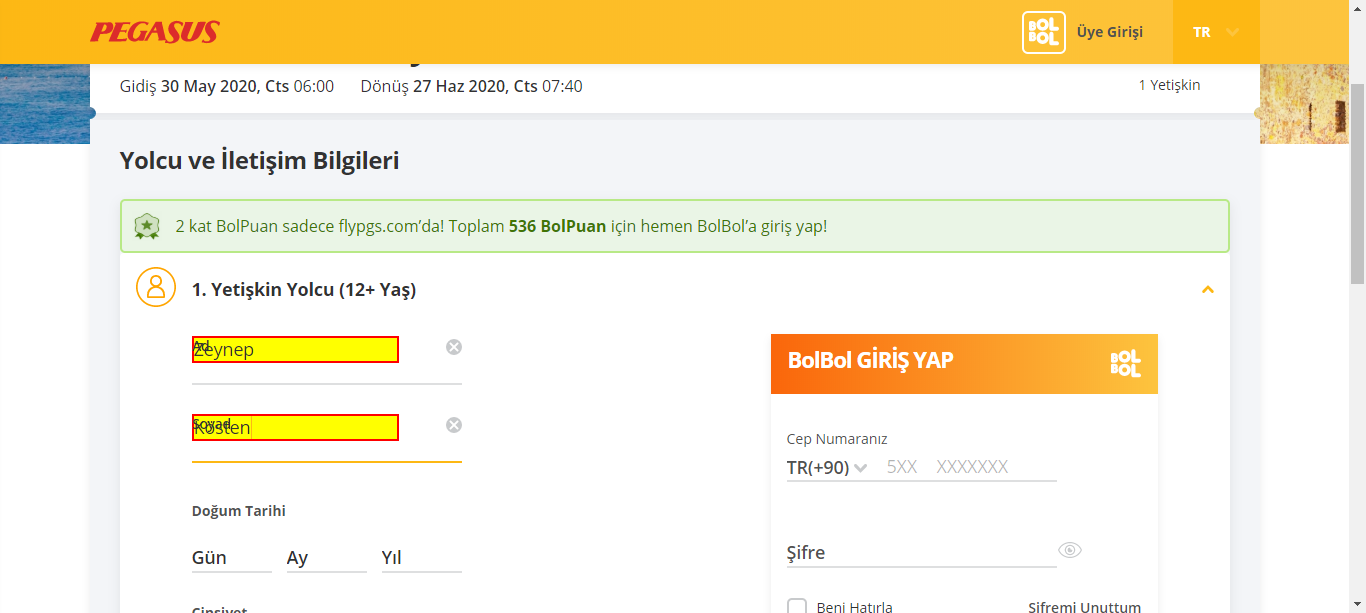 PEGASUS
BOL BOL
Üye Girişi
TR
Gidiş 30 May 2020, Cts 06:00 Dönüş 27 Haz 2020, Cts 07:40
1 Yetişkin
Yolcu ve İletişim Bilgileri
2 kat BolPuan sadece flypgs.com’da! Toplam 536 BolPuan için hemen BolBol’a giriş yap!
1. Yetişkin Yolcu (12+ Yaş)
Ad
Zeynep
Soyad
Kösten
Doğum Tarihi
Gün Ay Yıl
Cinsiyet
BolBol GİRİŞ YAP
BOL BOL
Cep Numaranız
TR(+90) 5XX XXXXXXX
Şifre
Beni Hatırla
Şifremi Unuttum